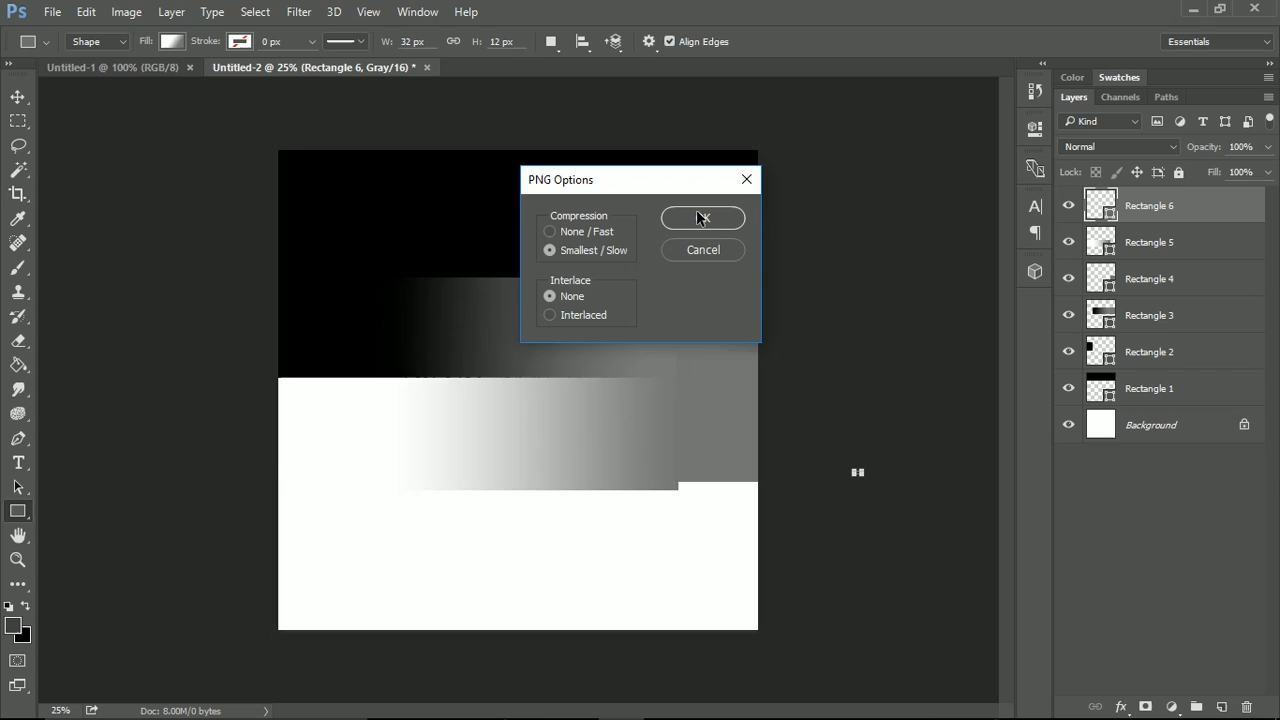 Ps File Edit Image Layer Type Select Filter 3D View Window Help
Shape Fill: Stroke: 0 px W: 32 px H: 12 px Align Edges Essentials
Untitled-1 @ 100% (RGB/8) × Untitled-2 @ 25% (Rectangle 6, Gray/16) * ×
Color Swatches
Layers Channels Paths
Kind
Normal Opacity: 100%
Lock: Fill: 100%
Rectangle 6
Rectangle 5
Rectangle 4
Rectangle 3
Rectangle 2
Rectangle 1
Background
PNG Options
Compression
None / Fast
Smallest / Slow
Interlace
None
Interlaced
Cancel
25% Doc: 8.00M/0 bytes